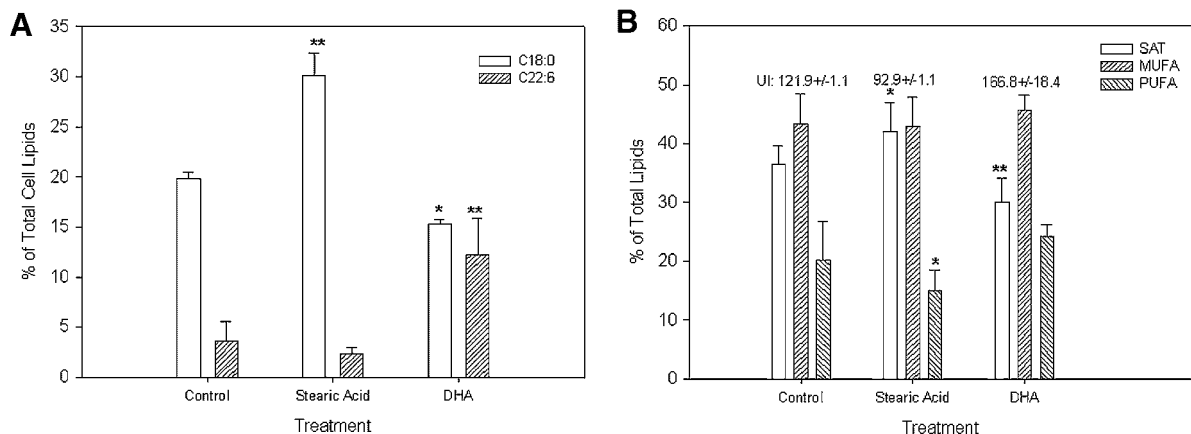 A
% of Total Cell Lipids
35
30
25
20
15
10
5
0
**
*
**
C18:0
C22:6
Control
Stearic Acid
DHA
Treatment
B
% of Total Lipids
60
50
40
30
20
10
0
UI: 121.9+/-1.1
92.9+/-1.1
166.8+/-18.4
*
*
**
SAT
MUFA
PUFA
Control
Stearic Acid
DHA
Treatment